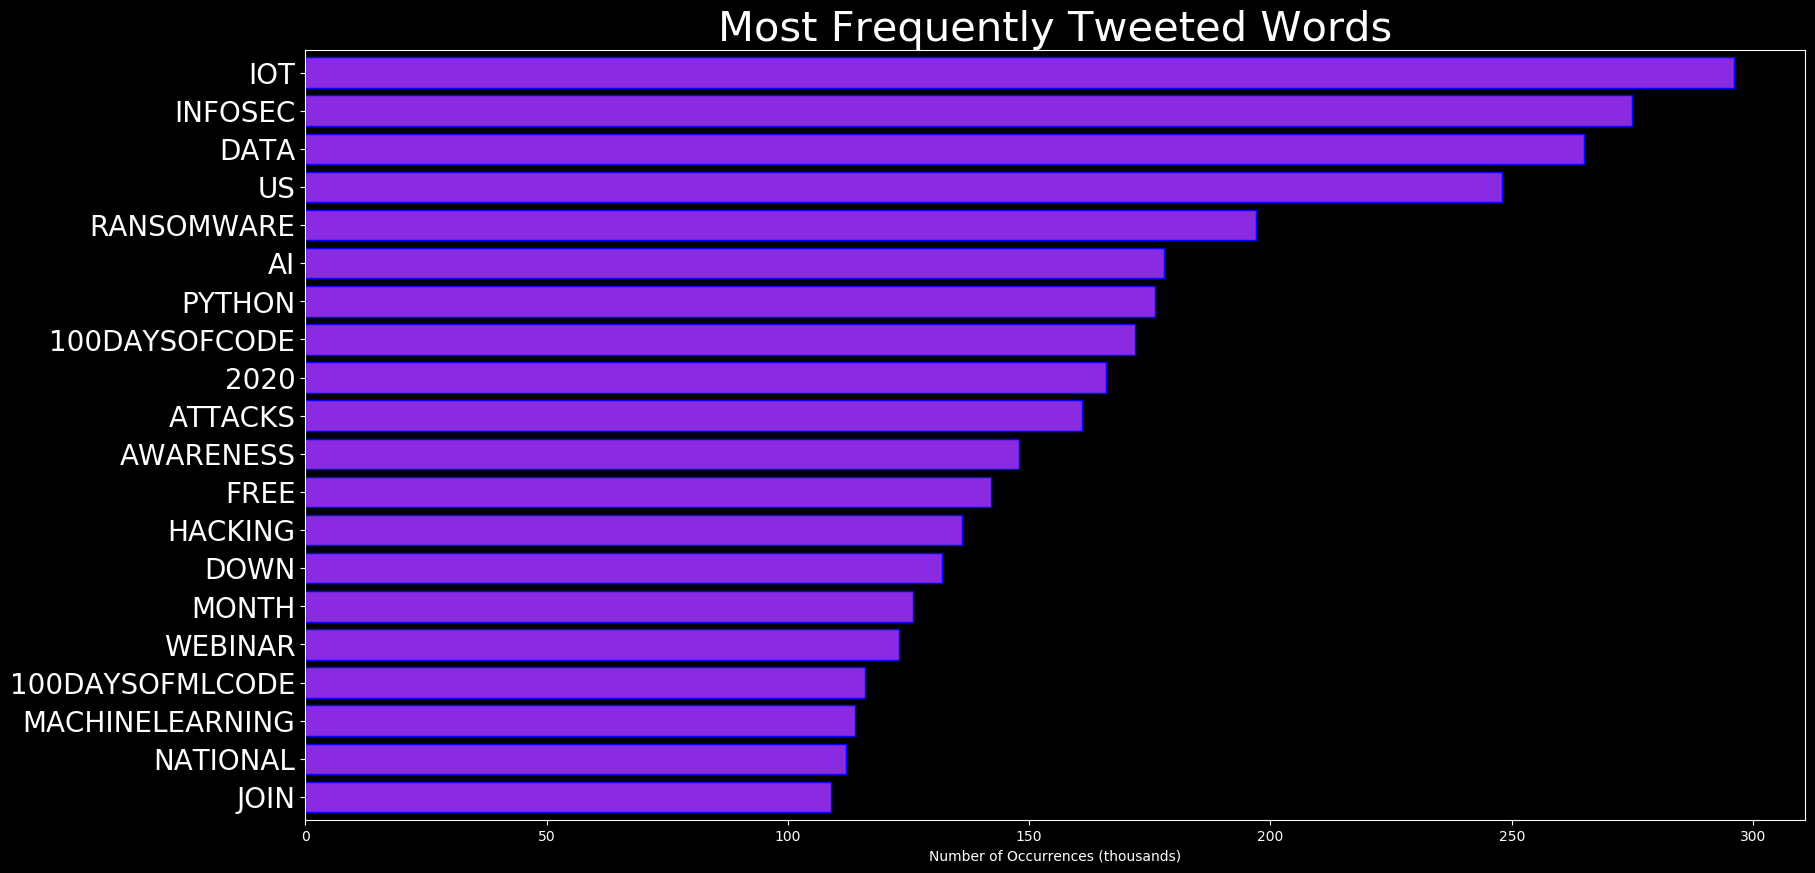 Most Frequently Tweeted Words
IOT
INFOSEC
DATA
US
RANSOMWARE
AI
PYTHON
100DAYSOFCODE
2020
ATTACKS
AWARENESS
FREE
HACKING
DOWN
MONTH
WEBINAR
100DAYSOFMLCODE
MACHINELEARNING
NATIONAL
JOIN
0 50 100 150 200 250 300
Number of Occurrences (thousands)